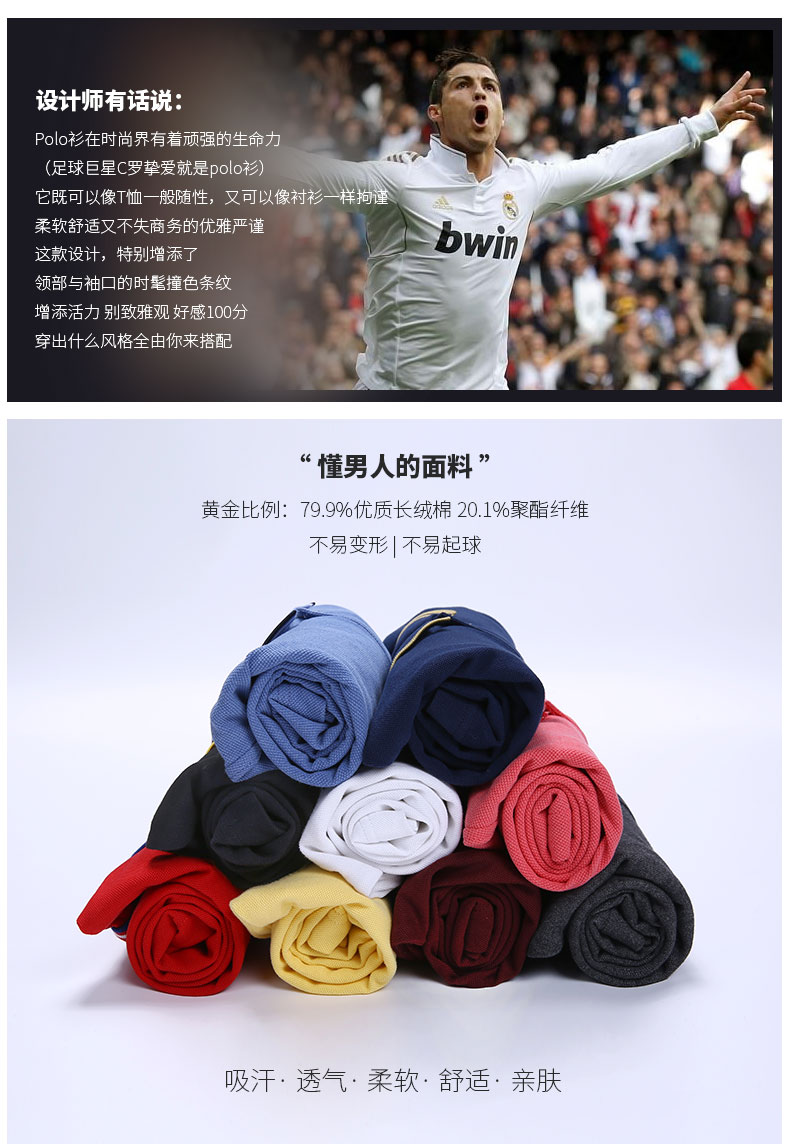 设计师有话说：
Polo衫在时尚界有着顽强的生命力
（足球巨星C罗挚爱就是polo衫）
它既可以像T恤一般随性，又可以像衬衫一样拘谨
柔软舒适又不失商务的优雅严谨
这款设计，特别增添了
领部与袖口的时髦撞色条纹
增添活力 别致雅观 好感100分
穿出什么风格全由你来搭配
adidas
bwin
“ 懂男人的面料 ”
黄金比例：79.9%优质长绒棉 20.1%聚酯纤维
不易变形 | 不易起球
吸汗· 透气· 柔软· 舒适· 亲肤